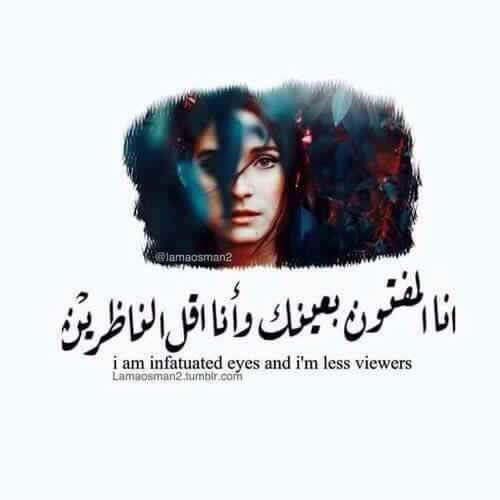 @lamaosman2
انا المفتون بعينك وأنا اقل الناظرين
i am infatuated eyes and i'm less viewers
Lamaosman2.tumblr.com